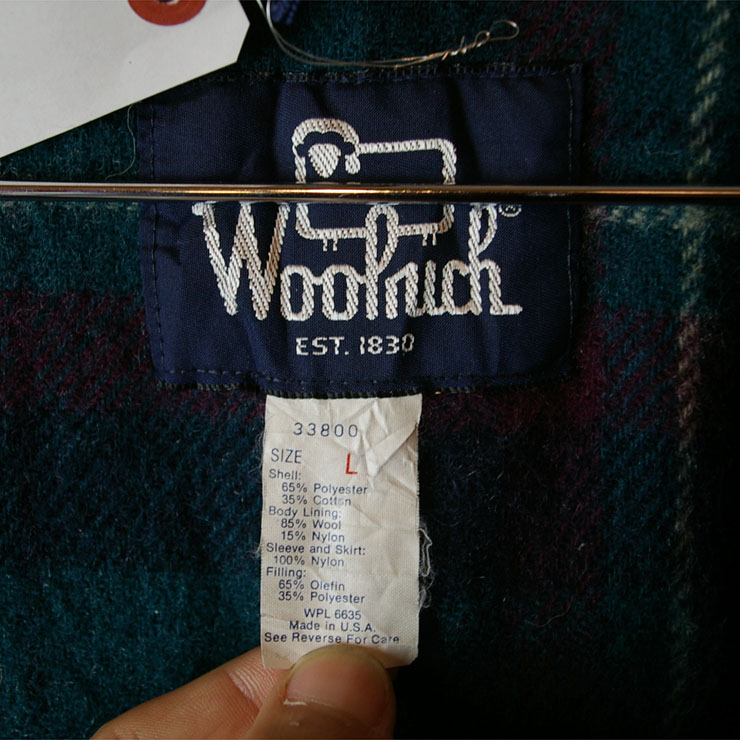 Woolrich®
EST. 1830
33800
SIZE L
Shell:
65% Polyester
35% Cotton
Body Lining:
85% Wool
15% Nylon
Sleeve and Skirt:
100% Nylon
Filling:
65% Olefin
35% Polyester
WPL 6635
Made in U.S.A.
See Reverse For Care